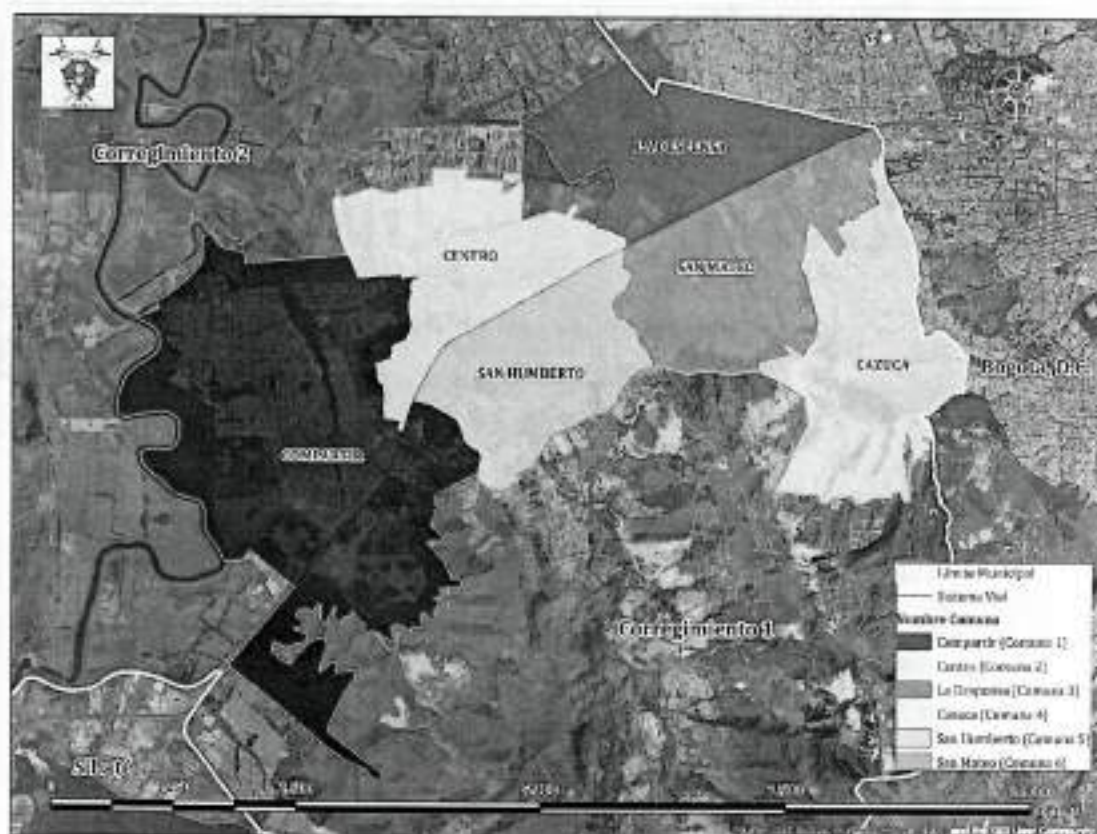 Corregimiento 2
CENTRO
SAN MATEO
SAN HUMBERTO
CAZUCA
Bogota, D.C.
COMPARTIR
Corregimiento 1
Límite Municipal
Sistema Vial
Nombre Comuna
Compartir (Comuna 1)
Centro (Comuna 2)
La Despensa (Comuna 3)
Cazuca (Comuna 4)
San Humberto (Comuna 5)
San Mateo (Comuna 6)